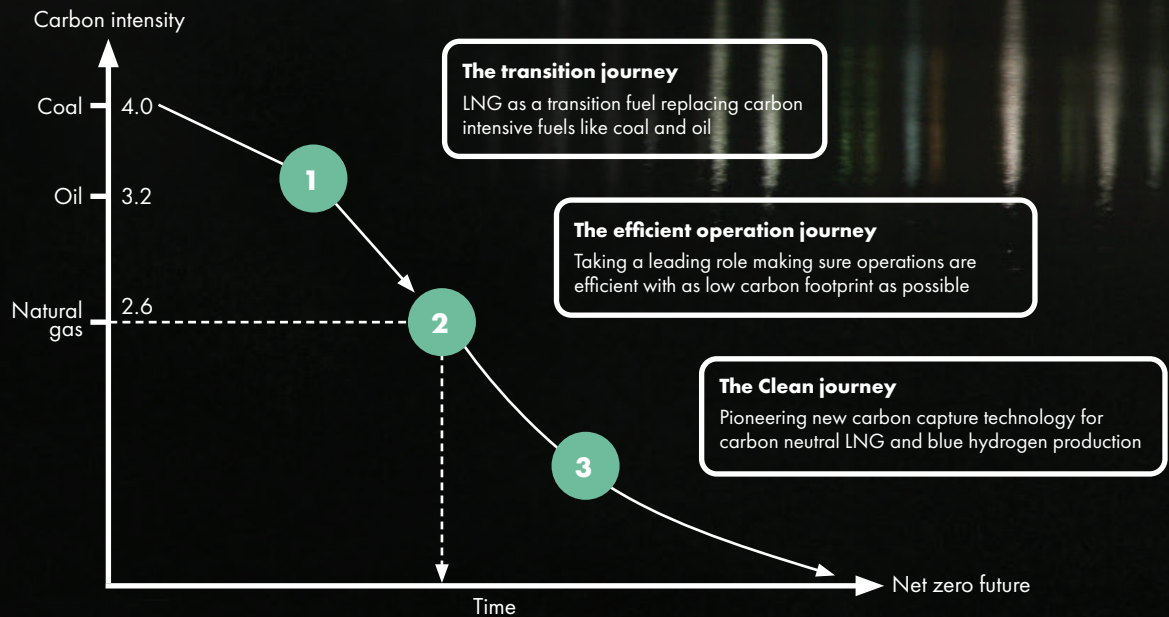 Carbon intensity
Coal
4.0
Oil
3.2
Natural
gas
2.6
1
2
3
The transition journey
LNG as a transition fuel replacing carbon
intensive fuels like coal and oil
The efficient operation journey
Taking a leading role making sure operations are
efficient with as low carbon footprint as possible
The Clean journey
Pioneering new carbon capture technology for
carbon neutral LNG and blue hydrogen production
Net zero future
Time